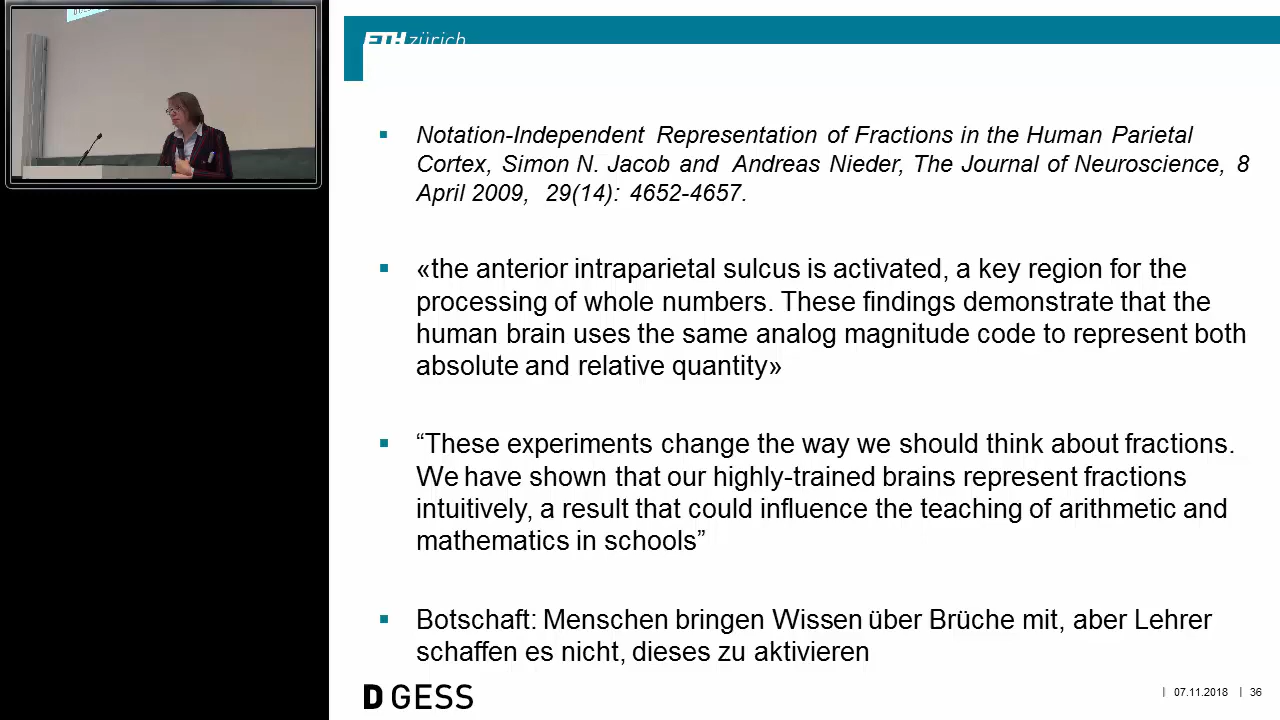 ETH zürich
Notation-Independent Representation of Fractions in the Human Parietal
Cortex, Simon N. Jacob and Andreas Nieder, The Journal of Neuroscience, 8
April 2009, 29(14): 4652-4657.
«the anterior intraparietal sulcus is activated, a key region for the
processing of whole numbers. These findings demonstrate that the
human brain uses the same analog magnitude code to represent both
absolute and relative quantity»
“These experiments change the way we should think about fractions.
We have shown that our highly-trained brains represent fractions
intuitively, a result that could influence the teaching of arithmetic and
mathematics in schools”
Botschaft: Menschen bringen Wissen über Brüche mit, aber Lehrer
schaffen es nicht, dieses zu aktivieren
D GESS
| 07.11.2018 | 36